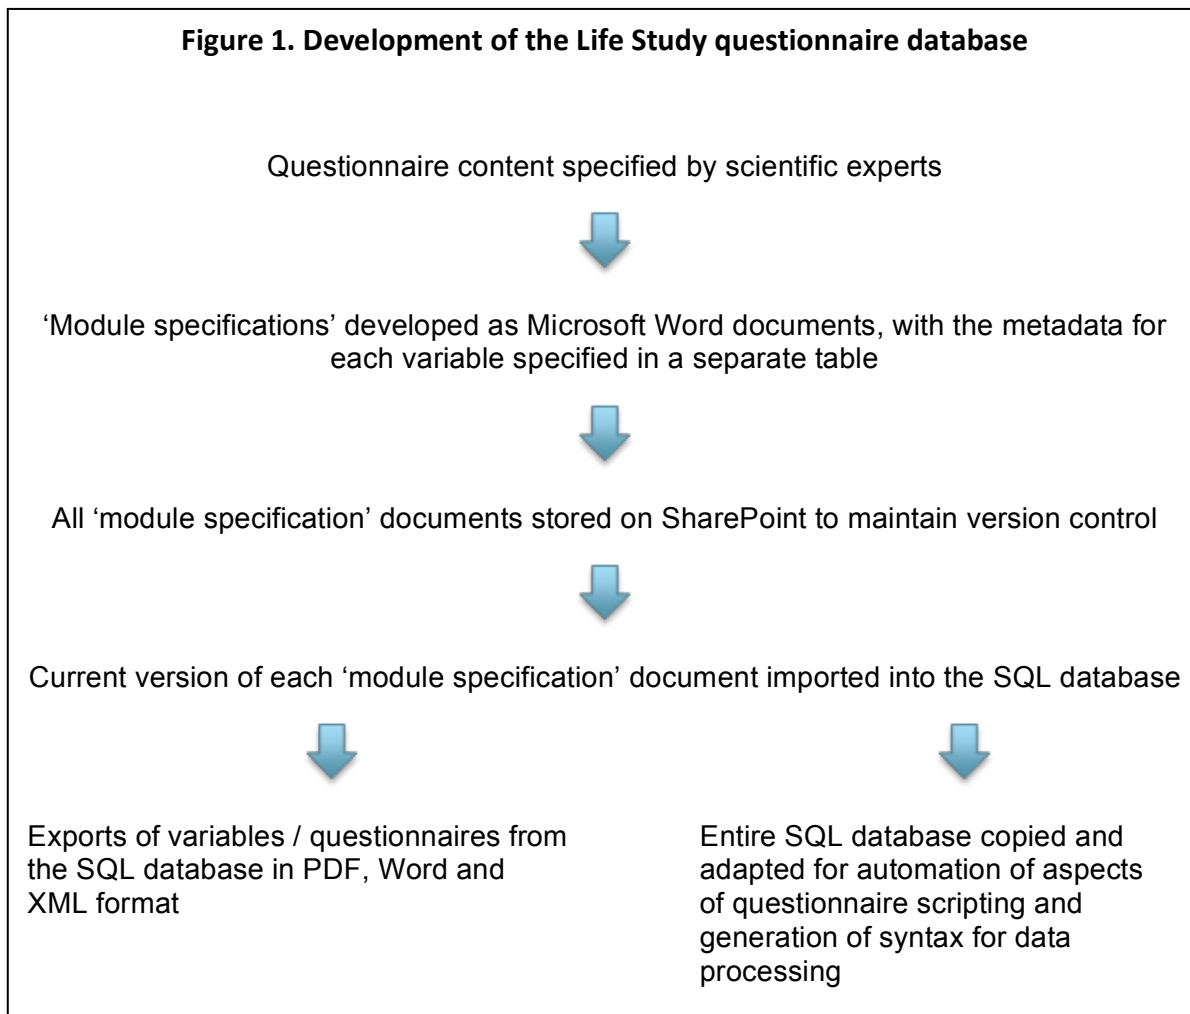 Figure 1. Development of the Life Study questionnaire database
Questionnaire content specified by scientific experts
‘Module specifications’ developed as Microsoft Word documents, with the metadata for
each variable specified in a separate table
All ‘module specification’ documents stored on SharePoint to maintain version control
Current version of each ‘module specification’ document imported into the SQL database
Exports of variables / questionnaires from
the SQL database in PDF, Word and
XML format
Entire SQL database copied and
adapted for automation of aspects
of questionnaire scripting and
generation of syntax for data
processing